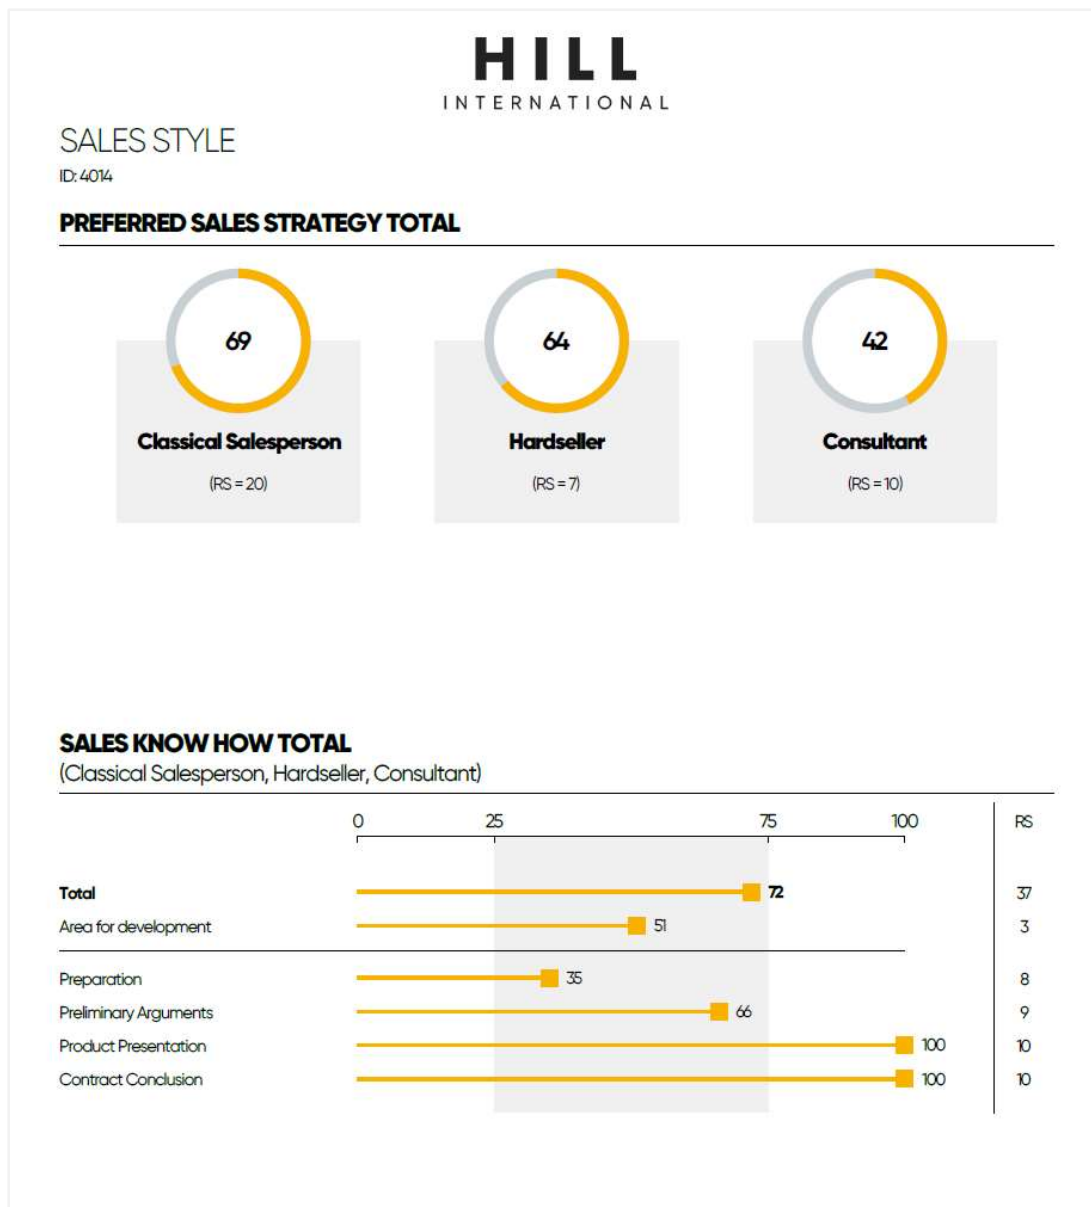 HILL
INTERNATIONAL
SALES STYLE
ID: 4014
PREFERRED SALES STRATEGY TOTAL
69 64 42
Classical Salesperson Hardseller Consultant
(RS = 20) (RS = 7) (RS = 10)
SALES KNOW HOW TOTAL
(Classical Salesperson, Hardseller, Consultant)
0 25 75 100 RS
Total 72 37
Area for development 51 3
Preparation 35 8
Preliminary Arguments 66 9
Product Presentation 100 10
Contract Conclusion 100 10